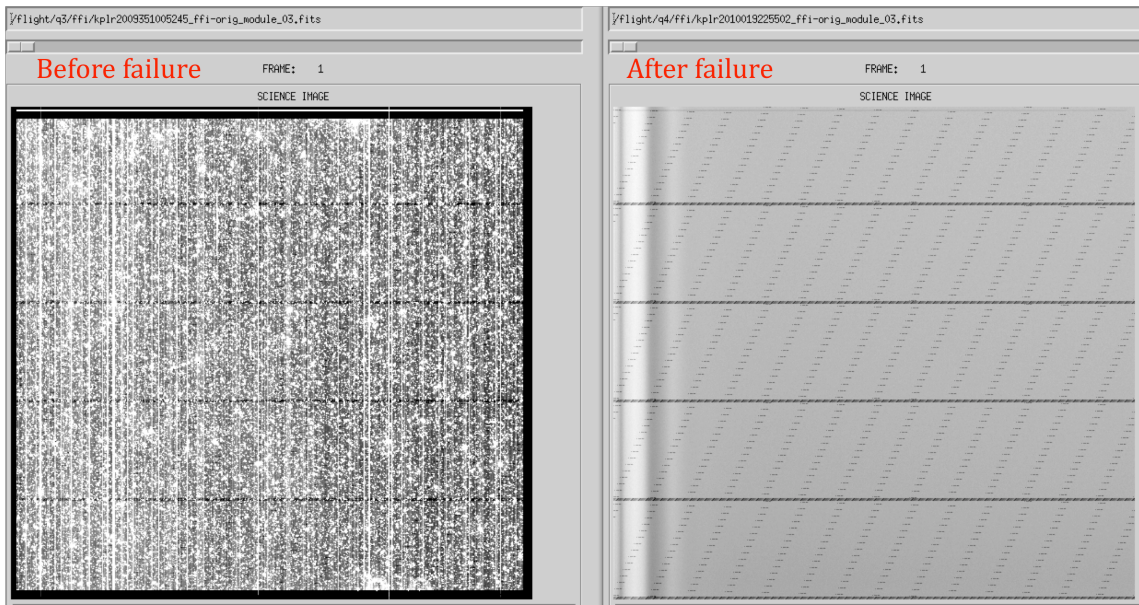 /flight/q3/ffi/kplr2009351005245_ffi-orig_module_03.fits
Before failure
FRAME: 1
SCIENCE IMAGE
/flight/q4/ffi/kplr2010019225502_ffi-orig_module_03.fits
After failure
FRAME: 1
SCIENCE IMAGE